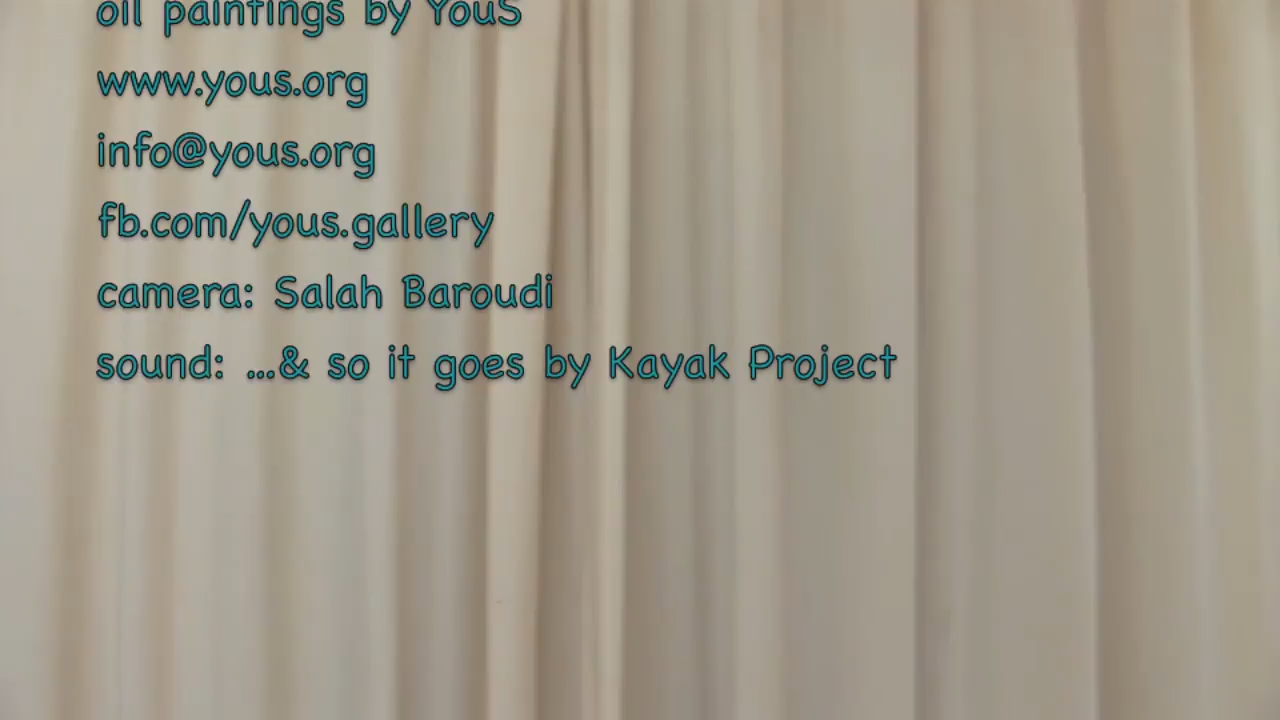 oil paintings by YouS
www.yous.org
info@yous.org
fb.com/yous.gallery
camera: Salah Baroudi
sound: ...& so it goes by Kayak Project